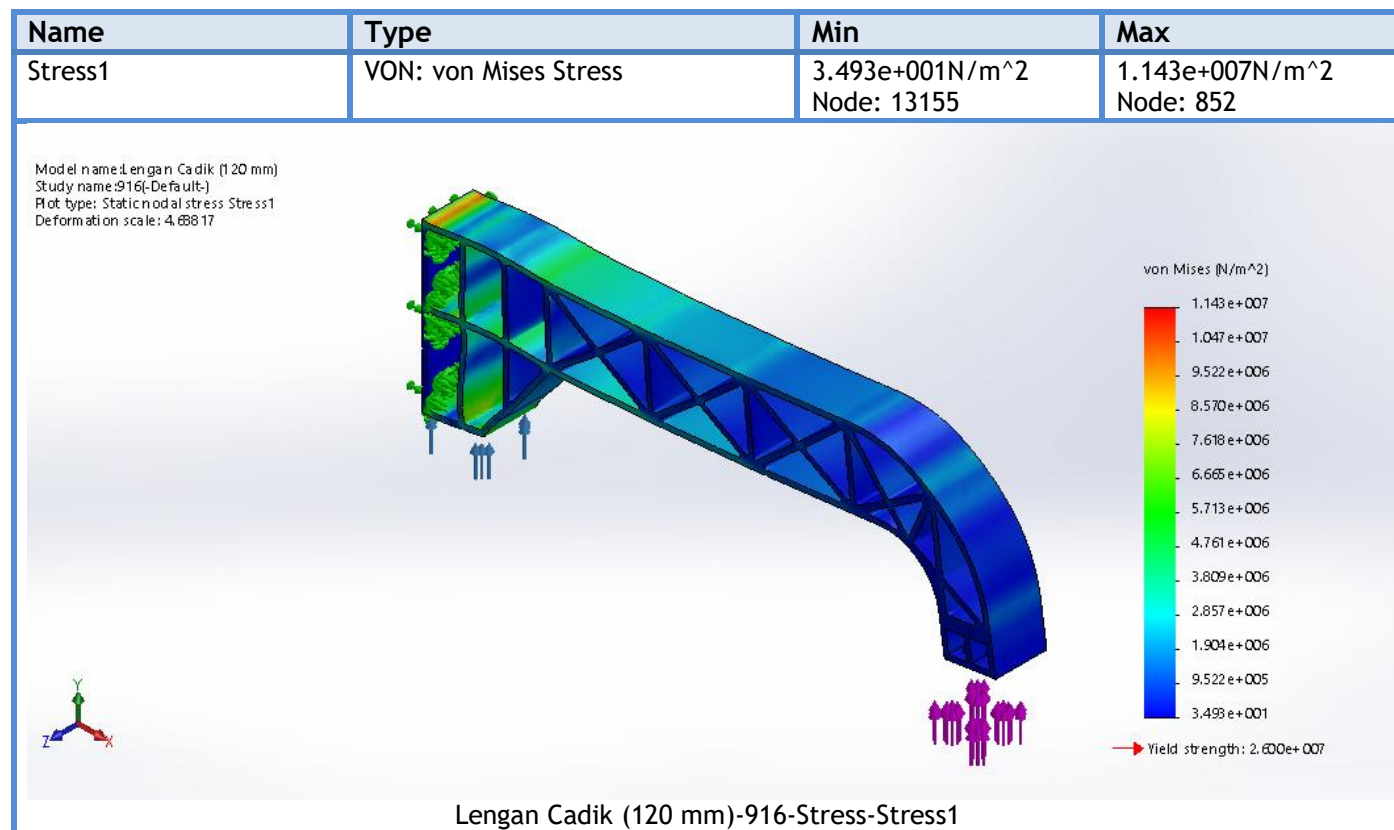 Name Type Min Max
Stress1 VON: von Mises Stress 3.493e+001N/m^2 1.143e+007N/m^2
Node: 13155 Node: 852
Model name:Lengan Cadik (120 mm)
Study name:916(-Default-)
Plot type: Static nodal stress Stress1
Deformation scale: 4.68817
von Mises (N/m^2)
1.143e+007
1.047e+007
9.522e+006
8.570e+006
7.618e+006
6.665e+006
5.713e+006
4.761e+006
3.809e+006
2.857e+006
1.904e+006
9.522e+005
3.493e+001
Yield strength: 2.600e+007
Y
Z X
Lengan Cadik (120 mm)-916-Stress-Stress1